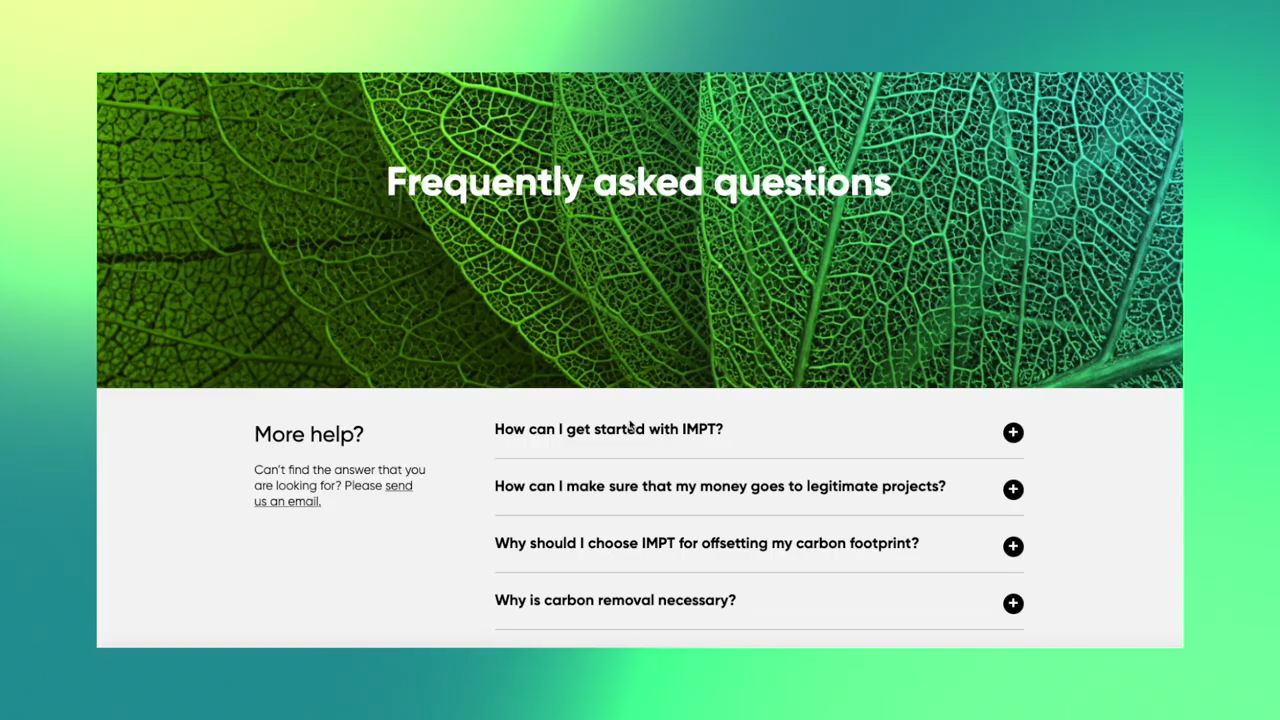 Frequently asked questions
More help?
Can't find the answer that you
are looking for? Please send
us an email.
How can I get started with IMPT?
How can I make sure that my money goes to legitimate projects?
Why should I choose IMPT for offsetting my carbon footprint?
Why is carbon removal necessary?